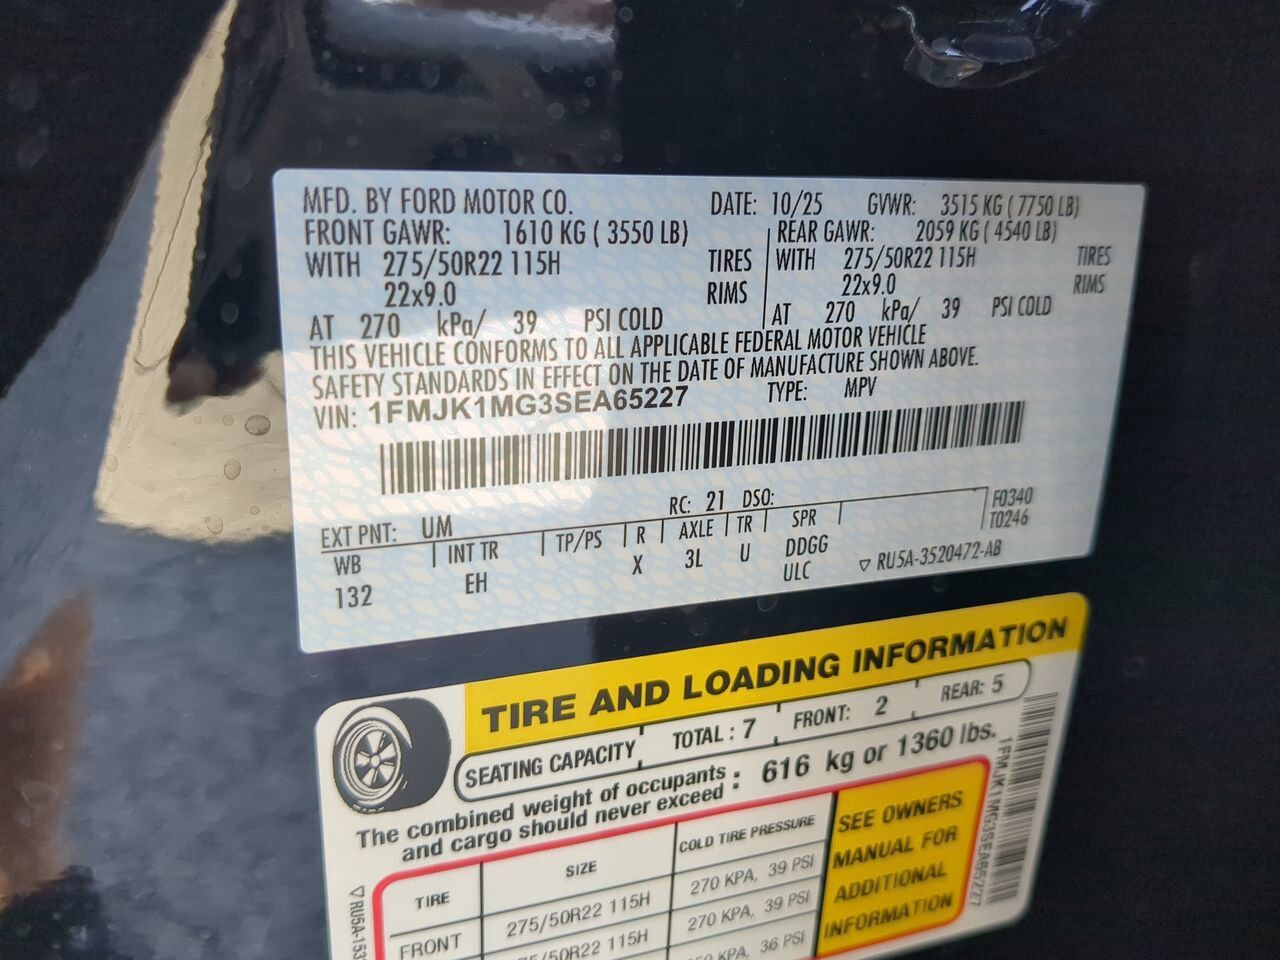 MFD. BY FORD MOTOR CO. DATE: 10/25 GVWR: 3515 KG ( 7750 LB)
FRONT GAWR: 1610 KG ( 3550 LB) REAR GAWR: 2059 KG ( 4540 LB)
WITH 275/50R22 115H TIRES WITH 275/50R22 115H TIRES
22x9.0 RIMS 22x9.0 RIMS
AT 270 kPa/ 39 PSI COLD AT 270 kPa/ 39 PSI COLD
THIS VEHICLE CONFORMS TO ALL APPLICABLE FEDERAL MOTOR VEHICLE
SAFETY STANDARDS IN EFFECT ON THE DATE OF MANUFACTURE SHOWN ABOVE.
VIN: 1FMJK1MG3SEA65227 TYPE: MPV
RC: 21 DSO:
EXT PNT: UM F0340
WB INT TR TP/PS R AXLE TR SPR T0246
132 EH X 3L U DDGG
ULC ▽ RU5A-3520472-AB
TIRE AND LOADING INFORMATION
SEATING CAPACITY TOTAL : 7 FRONT: 2 REAR: 5
The combined weight of occupants : 616 kg or 1360 lbs.
and cargo should never exceed :
TIRE SIZE COLD TIRE PRESSURE
FRONT 275/50R22 115H 270 KPA, 39 PSI
/50R22 115H 270 KPA, 39 PSI
KPA, 36 PSI
SEE OWNERS
MANUAL FOR
ADDITIONAL
INFORMATION
1FMJK1MG3SEA65227
▽ RU5A-153